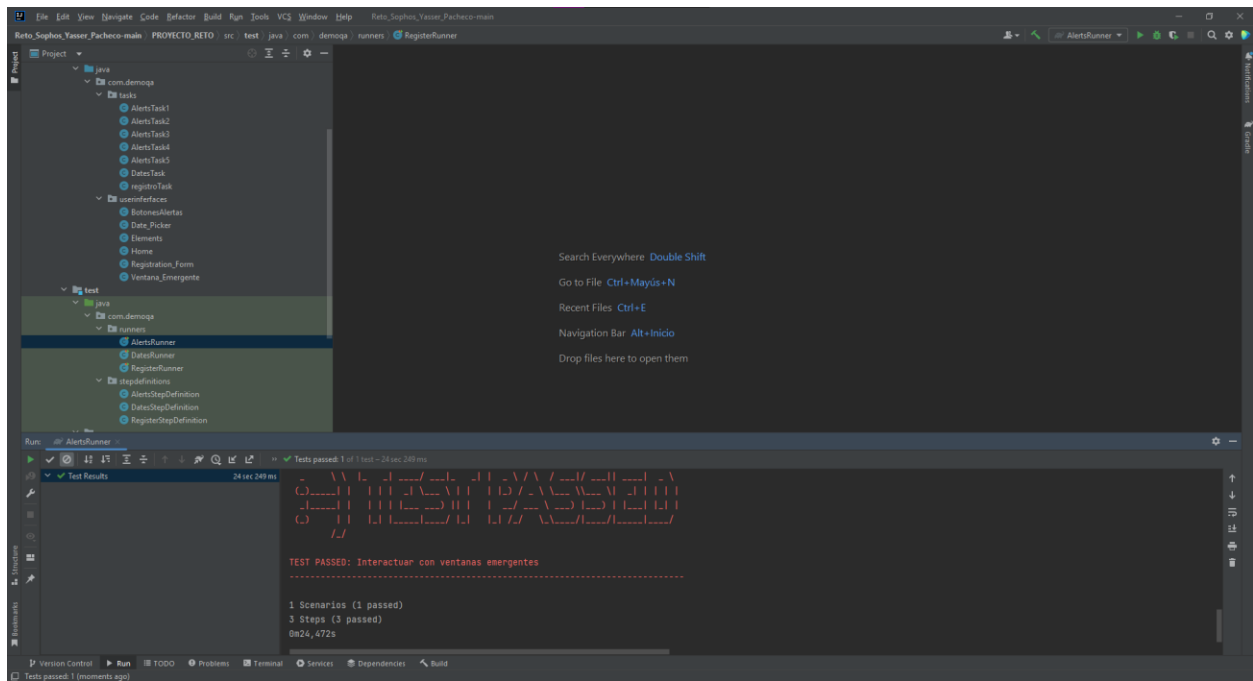 File Edit View Navigate Code Refactor Build Run Tools VCS Window Help Reto_Sophos_Yasser_Pacheco-main
Reto_Sophos_Yasser_Pacheco-main PROYECTO_RETO src test java com demoqa runners RegisterRunner
AlertsRunner
Project
Project
java
com.demoqa
tasks
AlertsTask1
AlertsTask2
AlertsTask3
AlertsTask4
AlertsTask5
DatesTask
registroTask
userinferfaces
BotonesAlertas
Date_Picker
Elements
Home
Registration_Form
Ventana_Emergente
test
java
com.demoqa
runners
AlertsRunner
DatesRunner
RegisterRunner
stepdefinitions
AlertsStepDefinition
DatesStepDefinition
RegisterStepDefinition
Search Everywhere Double Shift
Go to File Ctrl+Mayús+N
Recent Files Ctrl+E
Navigation Bar Alt+Inicio
Drop files here to open them
Notifications
Gradle
Run: AlertsRunner
Tests passed: 1 of 1 test – 24 sec 249 ms
Test Results 24 sec 249 ms
TEST PASSED: Interactuar con ventanas emergentes
---------------------------------------------------------------------------
1 Scenarios (1 passed)
3 Steps (3 passed)
0m24,472s
Structure
Bookmarks
Version Control Run TODO Problems Terminal Services Dependencies Build
Tests passed: 1 (moments ago)